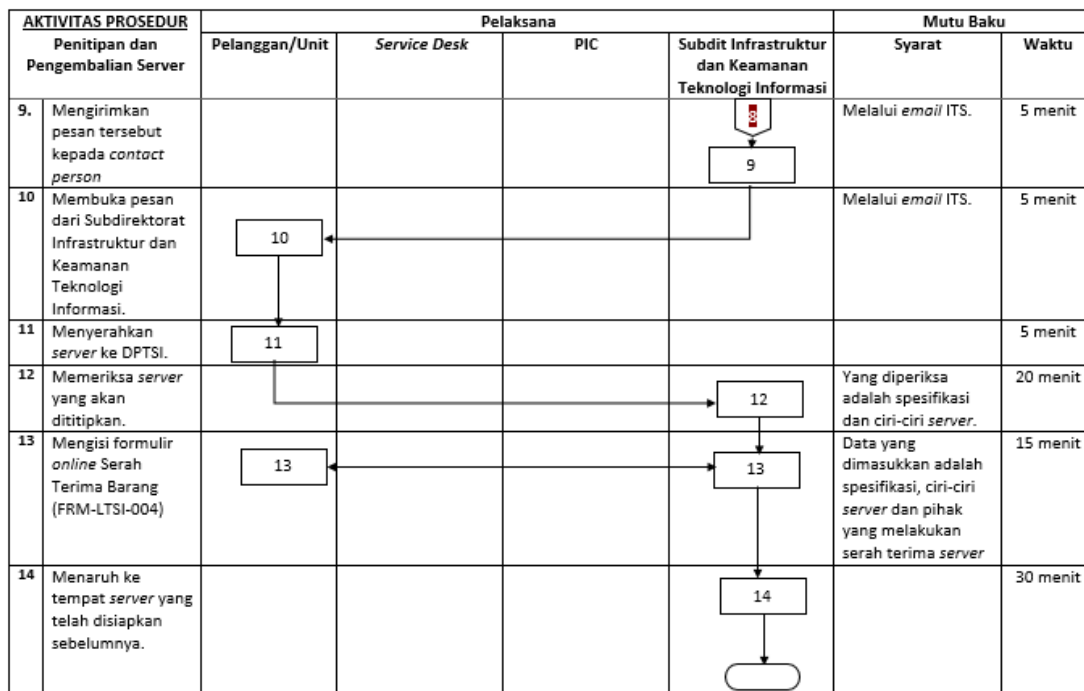 AKTIVITAS PROSEDUR
Pelaksana
Mutu Baku
Penitipan dan
Pengembalian Server
Pelanggan/Unit
Service Desk
PIC
Subdit Infrastruktur
dan Keamanan
Teknologi Informasi
Syarat
Waktu
9.
Mengirimkan
pesan tersebut
kepada contact
person
8
9
Melalui email ITS.
5 menit
10
Membuka pesan
dari Subdirektorat
Infrastruktur dan
Keamanan
Teknologi
Informasi.
10
Melalui email ITS.
5 menit
11
Menyerahkan
server ke DPTSI.
11
5 menit
12
Memeriksa server
yang akan
dititipkan.
12
Yang diperiksa
adalah spesifikasi
dan ciri-ciri server.
20 menit
13
Mengisi formulir
online Serah
Terima Barang
(FRM-LTSI-004)
13
13
Data yang
dimasukkan adalah
spesifikasi, ciri-ciri
server dan pihak
yang melakukan
serah terima server
15 menit
14
Menaruh ke
tempat server yang
telah disiapkan
sebelumnya.
14
30 menit